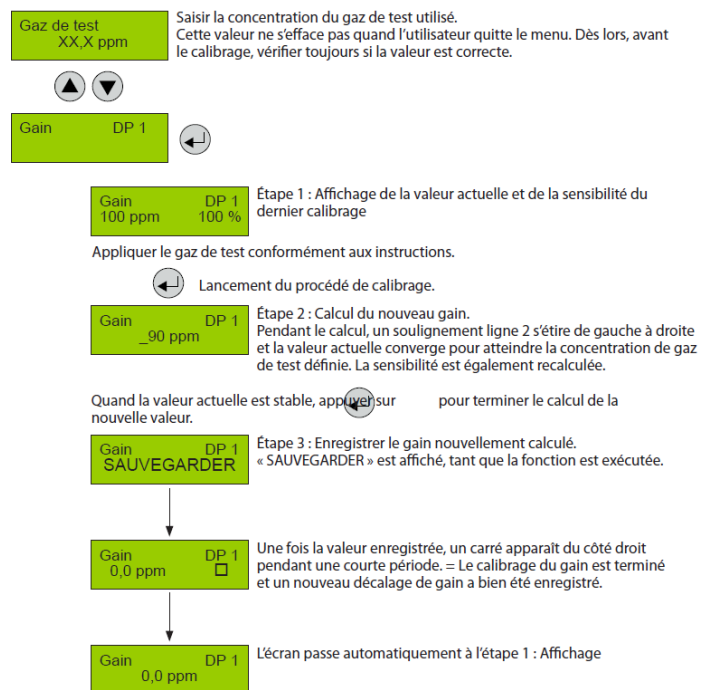 Gaz de test
XX,X ppm
Saisir la concentration du gaz de test utilisé.
Cette valeur ne s'efface pas quand l'utilisateur quitte le menu. Dès lors, avant
le calibrage, vérifier toujours si la valeur est correcte.
Gain DP 1
Gain DP 1
100 ppm 100 %
Étape 1 : Affichage de la valeur actuelle et de la sensibilité du
dernier calibrage
Appliquer le gaz de test conformément aux instructions.
Lancement du procédé de calibrage.
Gain DP 1
_90 ppm
Étape 2 : Calcul du nouveau gain.
Pendant le calcul, un soulignement ligne 2 s'étire de gauche à droite
et la valeur actuelle converge pour atteindre la concentration de gaz
de test définie. La sensibilité est également recalculée.
Quand la valeur actuelle est stable, appuyer sur pour terminer le calcul de la
nouvelle valeur.
Gain DP 1
SAUVEGARDER
Étape 3 : Enregistrer le gain nouvellement calculé.
« SAUVEGARDER » est affiché, tant que la fonction est exécutée.
Gain DP 1
0,0 ppm
Une fois la valeur enregistrée, un carré apparaît du côté droit
pendant une courte période. = Le calibrage du gain est terminé
et un nouveau décalage de gain a bien été enregistré.
Gain DP 1
0,0 ppm
L'écran passe automatiquement à l'étape 1 : Affichage